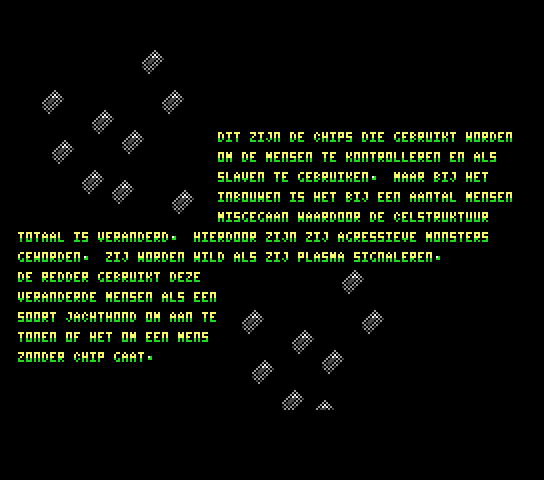 DIT ZIJN DE CHIPS DIE GEBRUIKT WORDEN
OM DE MENSEN TE KONTROLLEREN EN ALS
SLAVEN TE GEBRUIKEN.  MAAR BIJ HET
INBOUWEN IS HET BIJ EEN AANTAL MENSEN
MISGEGAAN WAARDOOR DE CELSTRUKTUUR
TOTAAL IS VERANDERD.  HIERDOOR ZIJN ZIJ AGRESSIEVE MONSTERS
GEWORDEN.  ZIJ WORDEN WILD ALS ZIJ PLASMA SIGNALEREN.
DE REDDER GEBRUIKT DEZE
VERANDERDE MENSEN ALS EEN
SOORT JACHTHOND OM AAN TE
TONEN OF HET OM EEN MENS
ZONDER CHIP GAAT.